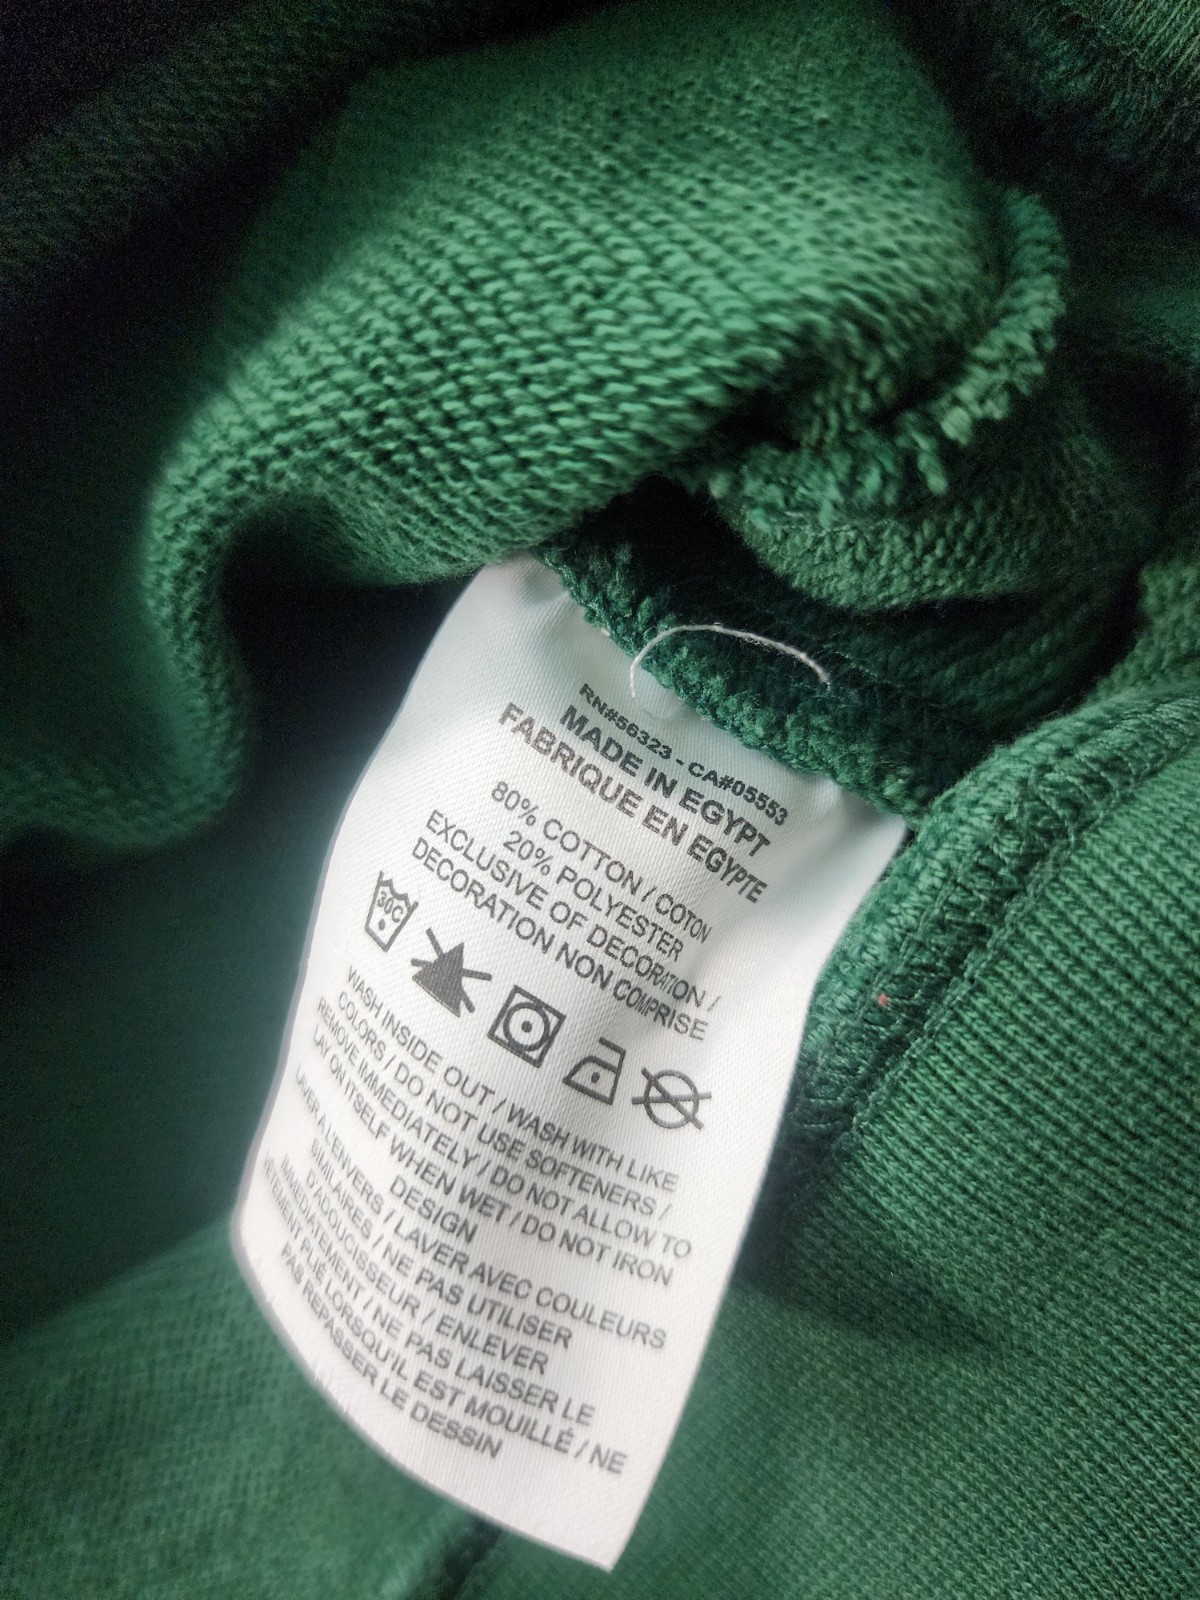 RN#56323 - CA#05553
MADE IN EGYPT
FABRIQUE EN EGYPTE
80% COTTON / COTON
20% POLYESTER
EXCLUSIVE OF DECORATION /
DECORATION NON COMPRISE
30C
WASH INSIDE OUT / WASH WITH LIKE
COLORS / DO NOT USE SOFTENERS /
REMOVE IMMEDIATELY / DO NOT ALLOW TO
LAY ON ITSELF WHEN WET / DO NOT IRON
DESIGN
LAVER A L'ENVERS / LAVER AVEC COULEURS
SIMILAIRES / NE PAS UTILISER
D'ADOUCISSEUR / ENLEVER
IMMEDIATEMENT / NE PAS LAISSER LE
VÊTEMENT PLIÉ LORSQU'IL EST MOUILLÉ / NE
PAS REPASSER LE DESSIN